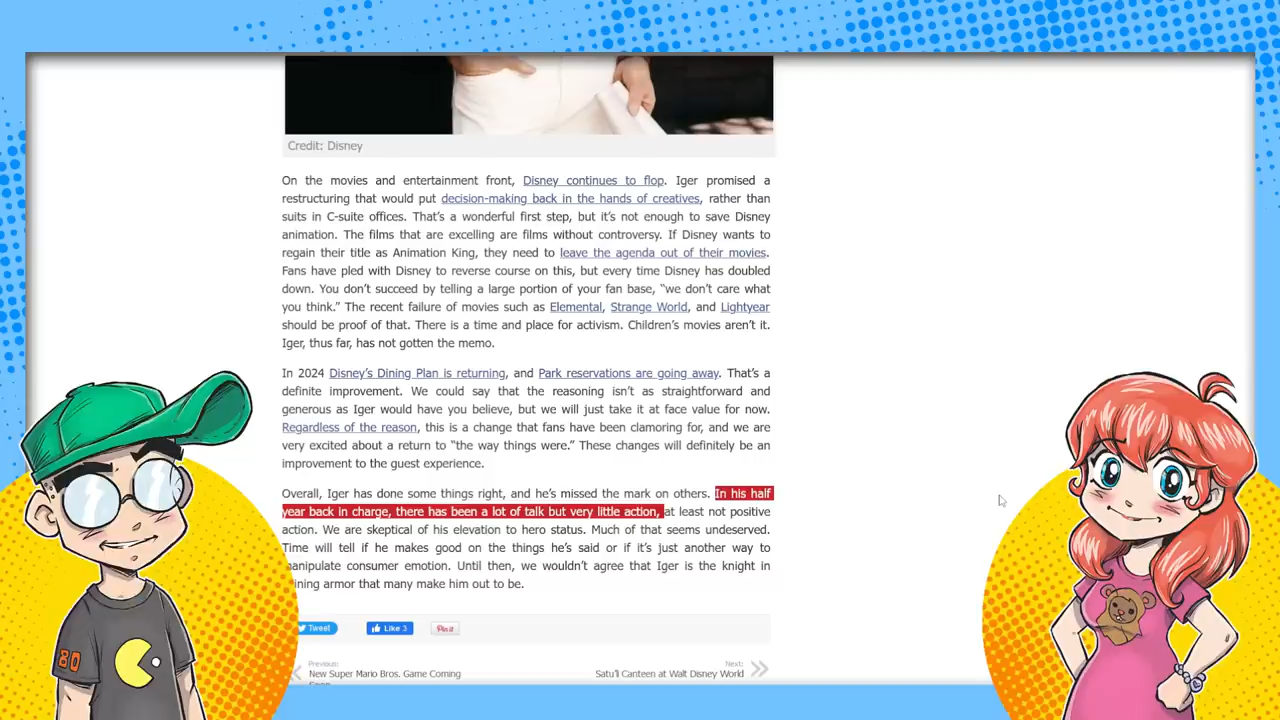 Credit: Disney
On the movies and entertainment front, Disney continues to flop. Iger promised a
restructuring that would put decision-making back in the hands of creatives, rather than
suits in C-suite offices. That's a wonderful first step, but it's not enough to save Disney
animation. The films that are excelling are films without controversy. If Disney wants to
regain their title as Animation King, they need to leave the agenda out of their movies.
Fans have pled with Disney to reverse course on this, but every time Disney has doubled
down. You don't succeed by telling a large portion of your fan base, "we don't care what
you think." The recent failure of movies such as Elemental, Strange World, and Lightyear
should be proof of that. There is a time and place for activism. Children's movies aren't it.
Iger, thus far, has not gotten the memo.
In 2024 Disney's Dining Plan is returning, and Park reservations are going away. That's a
definite improvement. We could say that the reasoning isn't as straightforward and
generous as Iger would have you believe, but we will just take it at face value for now.
Regardless of the reason, this is a change that fans have been clamoring for, and we are
very excited about a return to "the way things were." These changes will definitely be an
improvement to the guest experience.
Overall, Iger has done some things right, and he's missed the mark on others. In his half
year back in charge, there has been a lot of talk but very little action, at least not positive
action. We are skeptical of his elevation to hero status. Much of that seems undeserved.
Time will tell if he makes good on the things he's said or if it's just another way to
manipulate consumer emotion. Until then, we wouldn't agree that Iger is the knight in
ining armor that many make him out to be.
Tweet Like 3 Pin it
Previous: Next:
New Super Mario Bros. Game Coming Satu'li Canteen at Walt Disney World
80